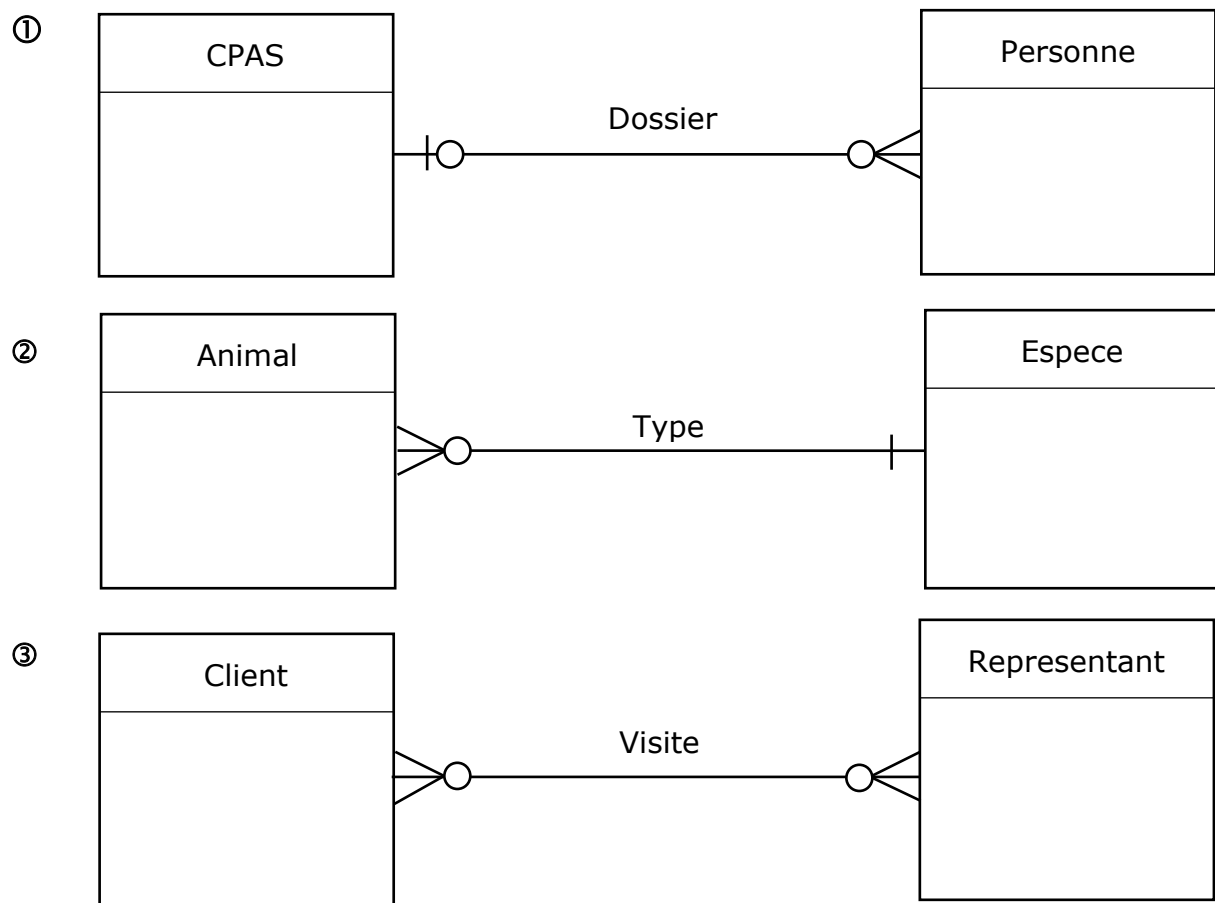 ①
CPAS
Personne
Dossier
②
Animal
Espece
Type
③
Client
Representant
Visite